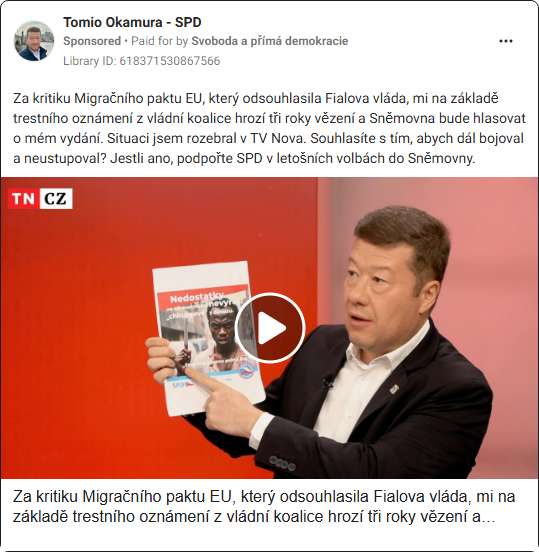 Tomio Okamura - SPD
Sponsored • Paid for by Svoboda a přímá demokracie
Library ID: 618371530867566
Za kritiku Migračního paktu EU, který odsouhlasila Fialova vláda, mi na základě
trestního oznámení z vládní koalice hrozí tři roky vězení a Sněmovna bude hlasovat
o mém vydání. Situaci jsem rozebral v TV Nova. Souhlasíte s tím, abych dál bojoval
a neustupoval? Jestli ano, podpořte SPD v letošních volbách do Sněmovny.
TN CZ
Nedostatky
SPD
Za kritiku Migračního paktu EU, který odsouhlasila Fialova vláda, mi na
základě trestního oznámení z vládní koalice hrozí tři roky vězení a…